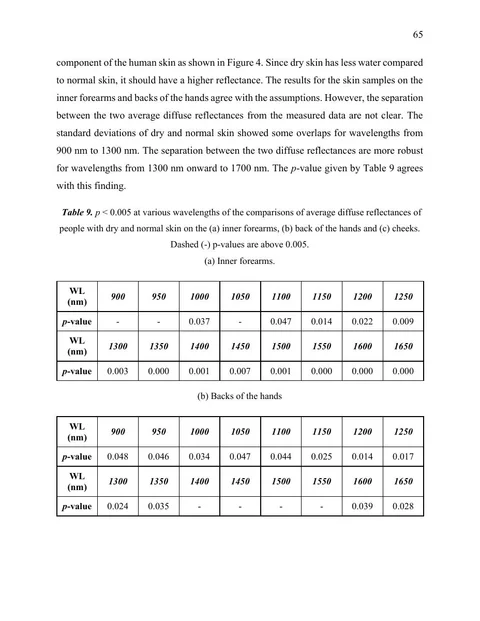 65
component of the human skin as shown in Figure 4. Since dry skin has less water compared
to normal skin, it should have a higher reflectance. The results for the skin samples on the
inner forearms and backs of the hands agree with the assumptions. However, the separation
between the two average diffuse reflectances from the measured data are not clear. The
standard deviations of dry and normal skin showed some overlaps for wavelengths from
900 nm to 1300 nm. The separation between the two diffuse reflectances are more robust
for wavelengths from 1300 nm onward to 1700 nm. The p-value given by Table 9 agrees
with this finding.
Table 9. p < 0.005 at various wavelengths of the comparisons of average diffuse reflectances of
people with dry and normal skin on the (a) inner forearms, (b) back of the hands and (c) cheeks.
Dashed (-) p-values are above 0.005.
(a) Inner forearms.
WL (nm) 900 950 1000 1050 1100 1150 1200 1250
p-value - - 0.037 - 0.047 0.014 0.022 0.009
WL (nm) 1300 1350 1400 1450 1500 1550 1600 1650
p-value 0.003 0.000 0.001 0.007 0.001 0.000 0.000 0.000
(b) Backs of the hands
WL (nm) 900 950 1000 1050 1100 1150 1200 1250
p-value 0.048 0.046 0.034 0.047 0.044 0.025 0.014 0.017
WL (nm) 1300 1350 1400 1450 1500 1550 1600 1650
p-value 0.024 0.035 - - - - 0.039 0.028